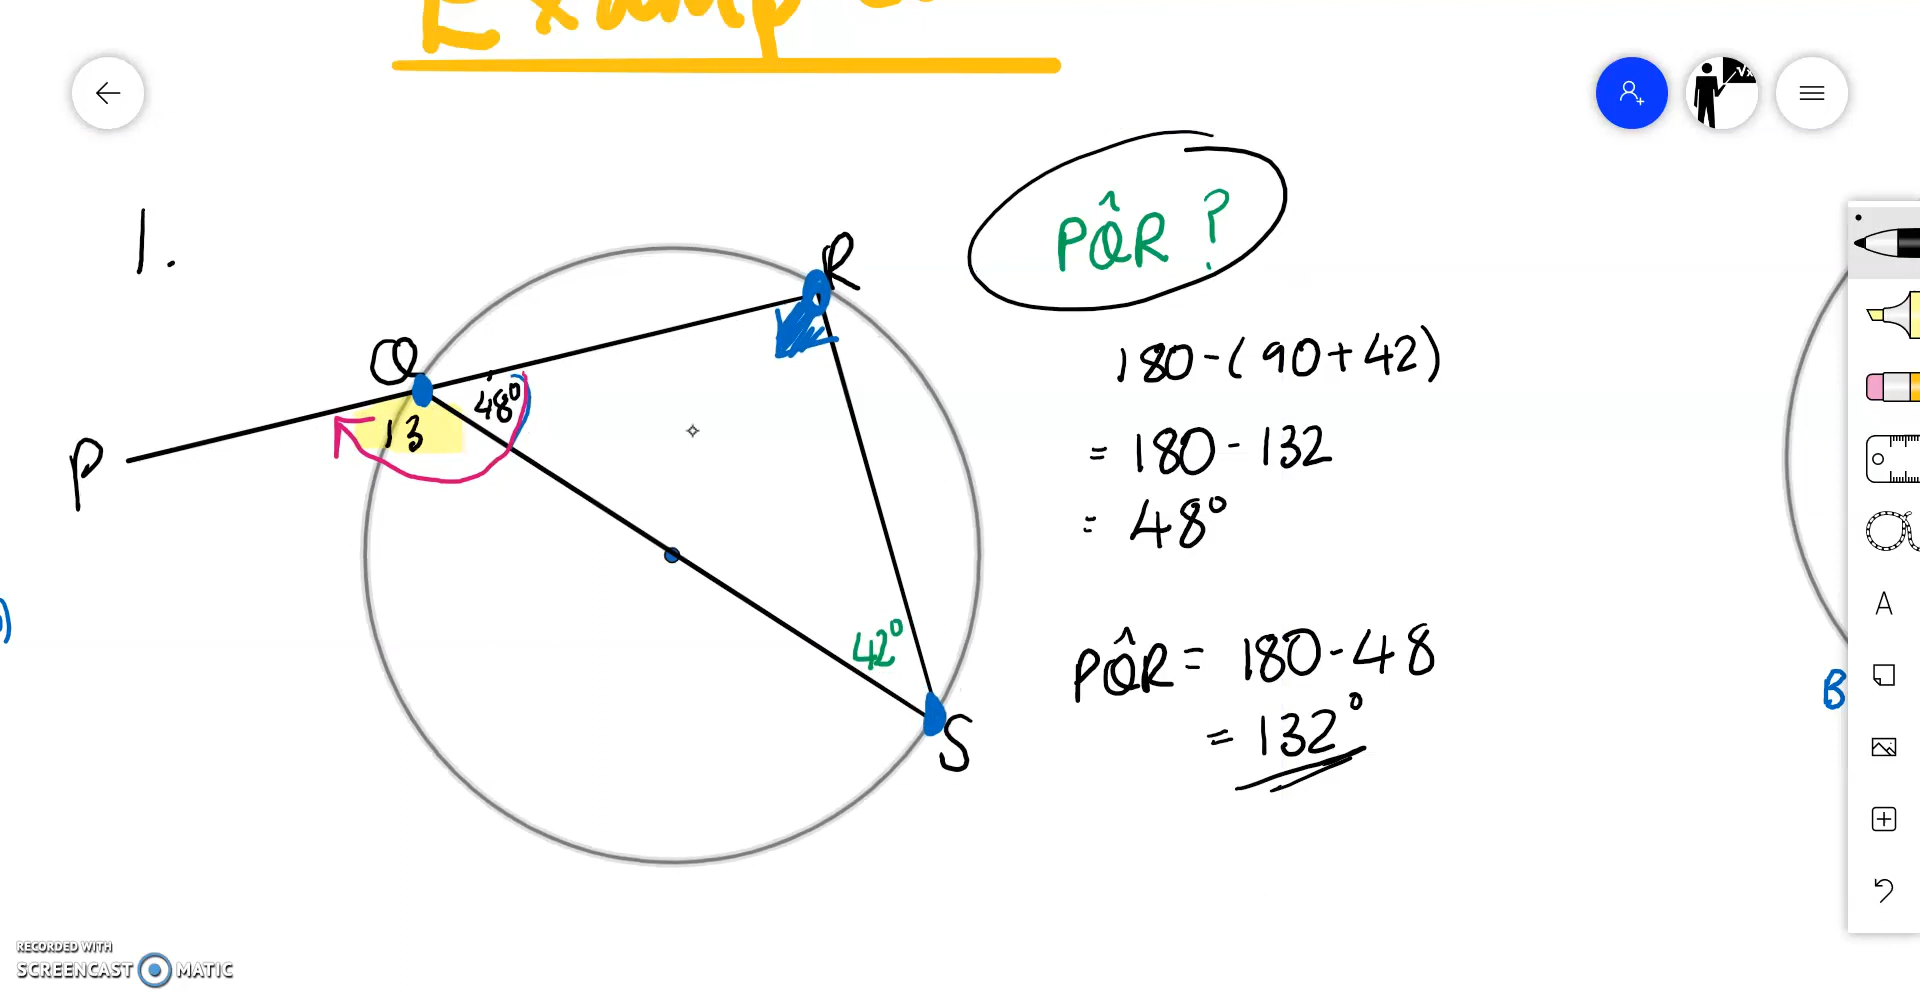 1.
PQ̂R ?
R
Q
48°
13
P
42°
S
180-(90+42)
= 180 - 132
= 48°
PQ̂R = 180-48
= 132°
B
A
√x
RECORDED WITH
SCREENCAST MATIC